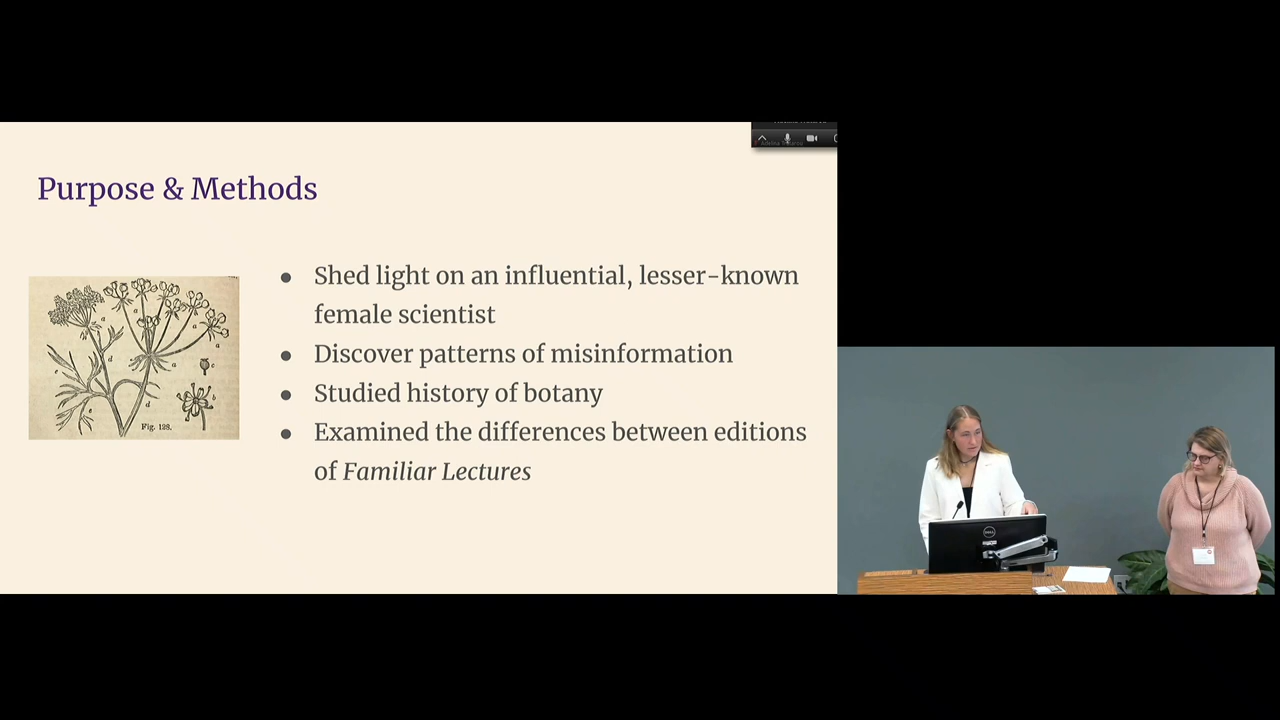 Purpose & Methods
● Shed light on an influential, lesser-known
female scientist
● Discover patterns of misinformation
● Studied history of botany
● Examined the differences between editions
of Familiar Lectures
Fig. 128.
DELL